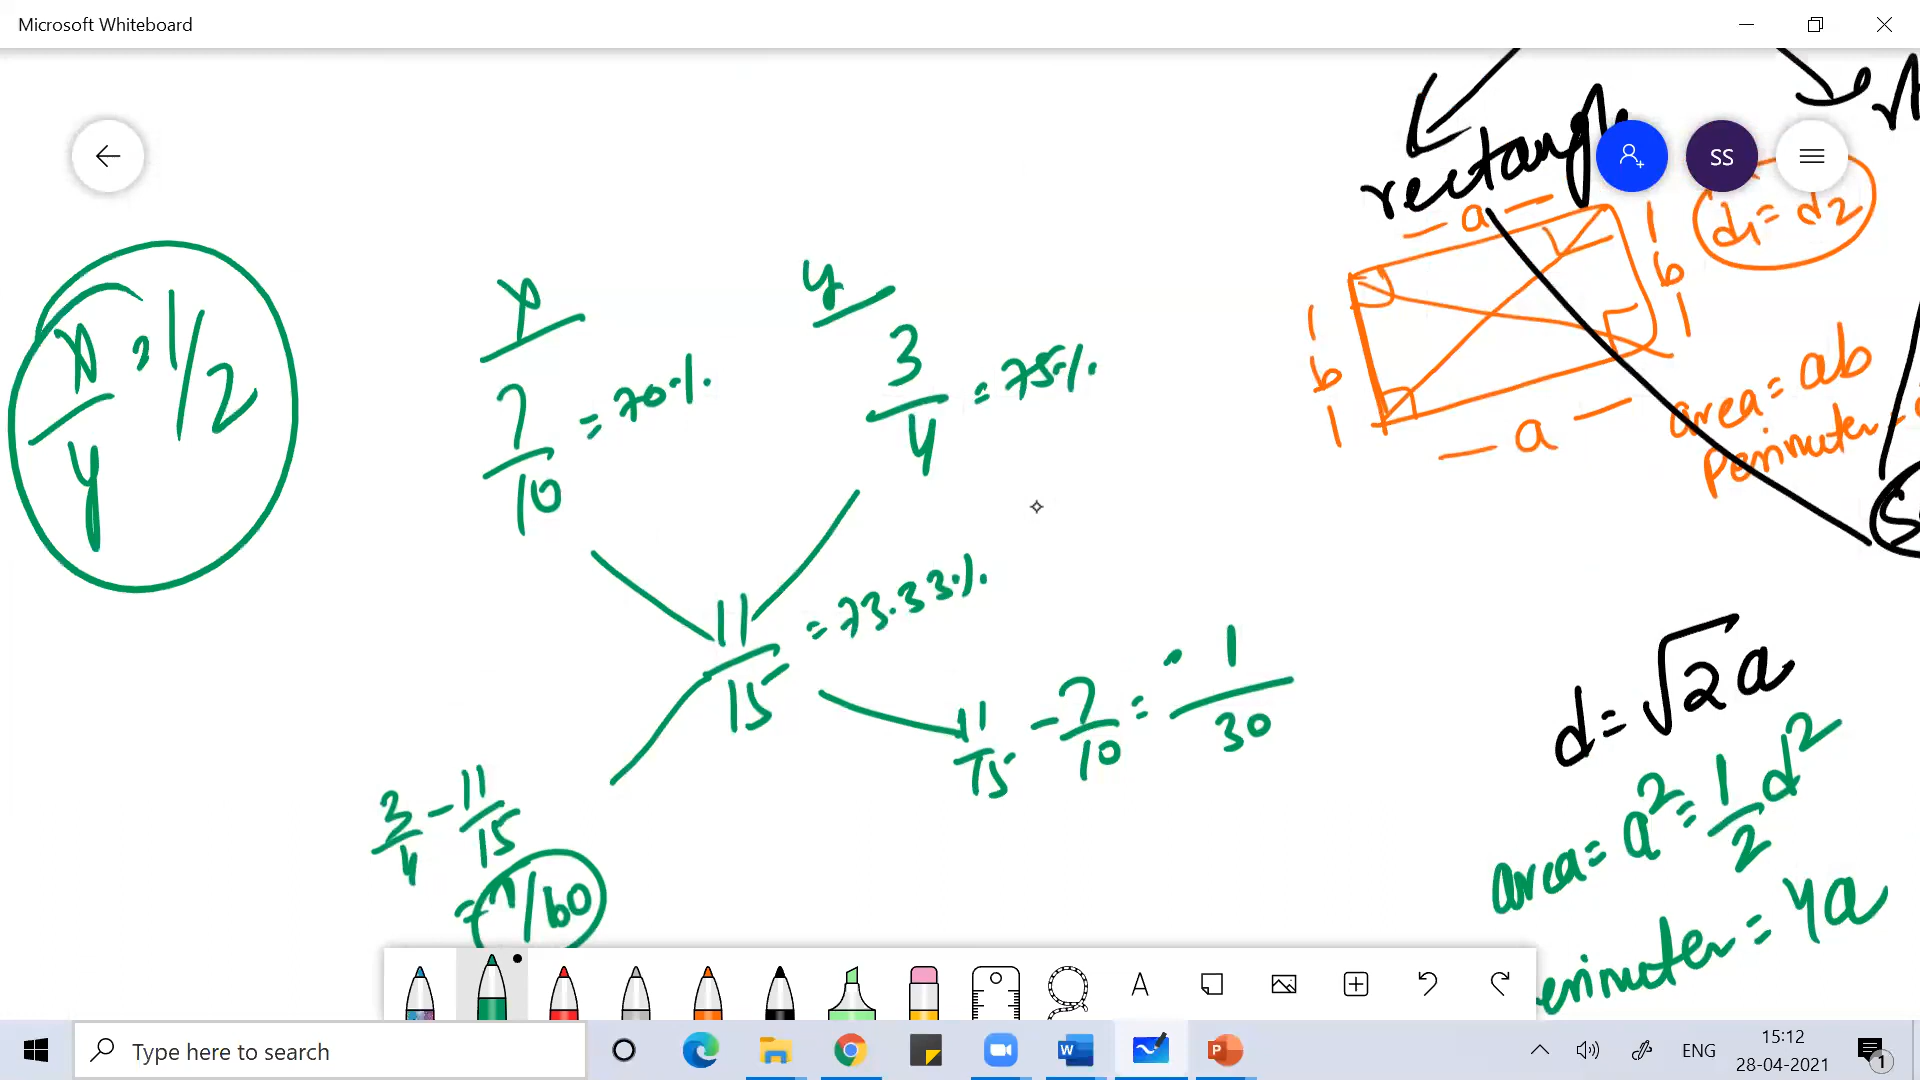 Microsoft Whiteboard
rectangle
SS
d1 = d2
a
b
b
a
area = ab
Perimeter =
x/y = 1/2
x
y
7/10 = 70%
3/4 = 75%
11/15 = 73.33%
11/15 - 7/10 = 1/30
3/4 - 11/15
= 1/60
d = √2 a
area = a² = 1/2 d²
Perimeter = 4a
A
Type here to search
ENG
15:12
28-04-2021
1